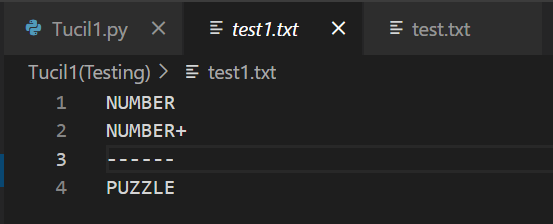 Tucil1.py test1.txt test.txt
Tucil1(Testing) > test1.txt
1 NUMBER
2 NUMBER+
3 ------
4 PUZZLE